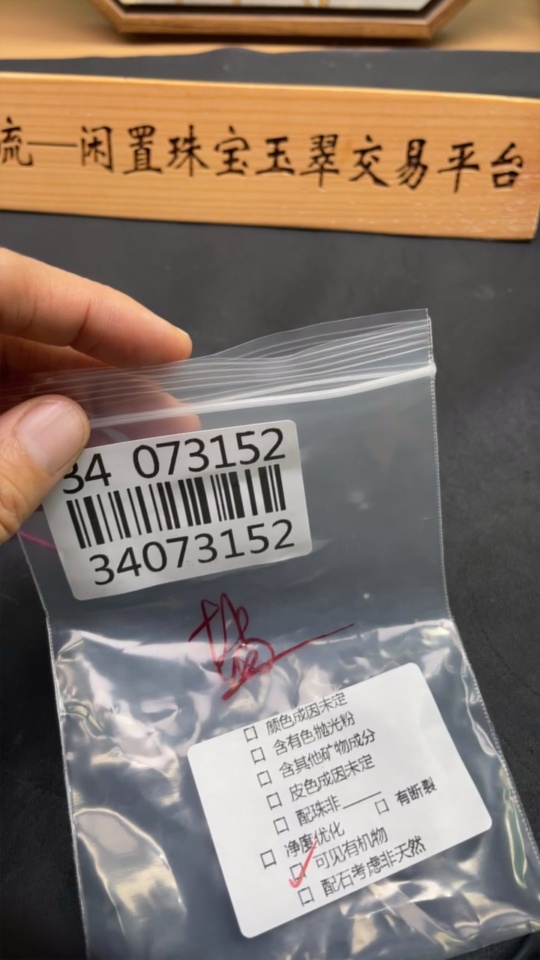 流一闲置珠宝玉翠交易平台
34 073152
34073152
□ 颜色成因未定
□ 含有色抛光粉
□ 含其他矿物成分
□ 皮色成因未定
□ 配珠非——— □ 有断裂
□ 净度优化
□ 可见有机物
□ 配石考虑非天然